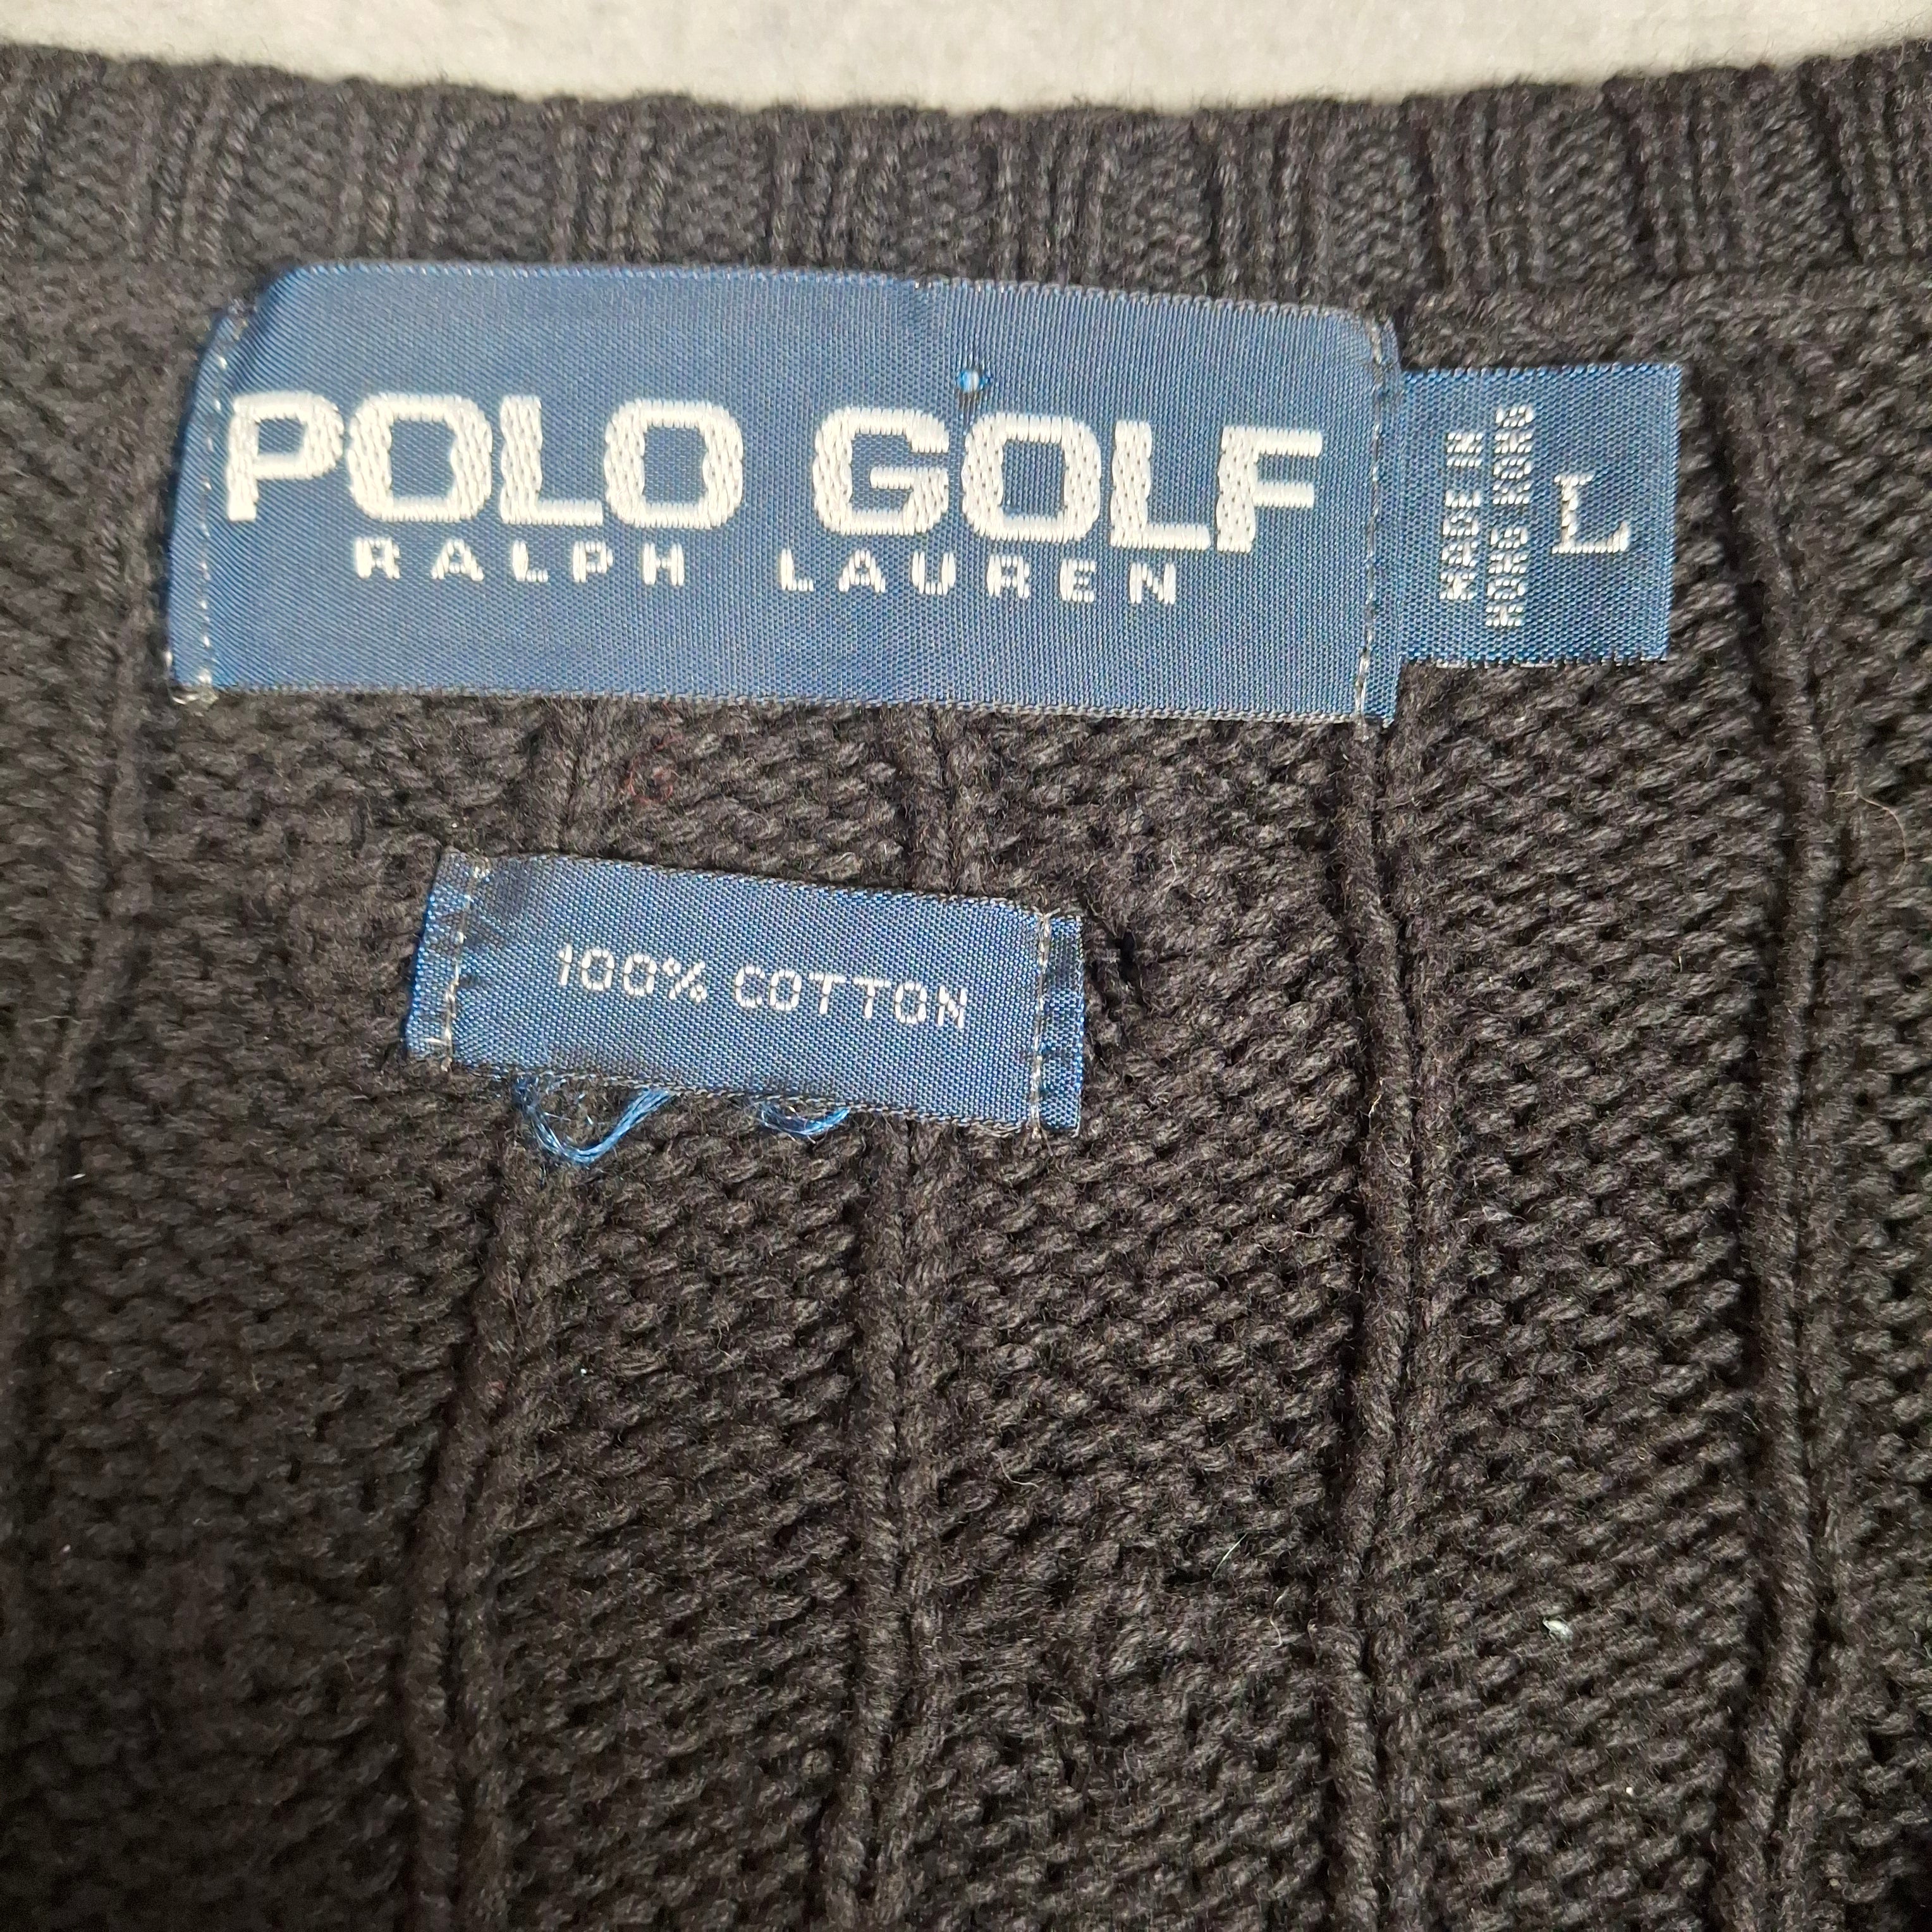 POLO GOLF
RALPH LAUREN
MADE IN
HONG KONG
L
100% COTTON